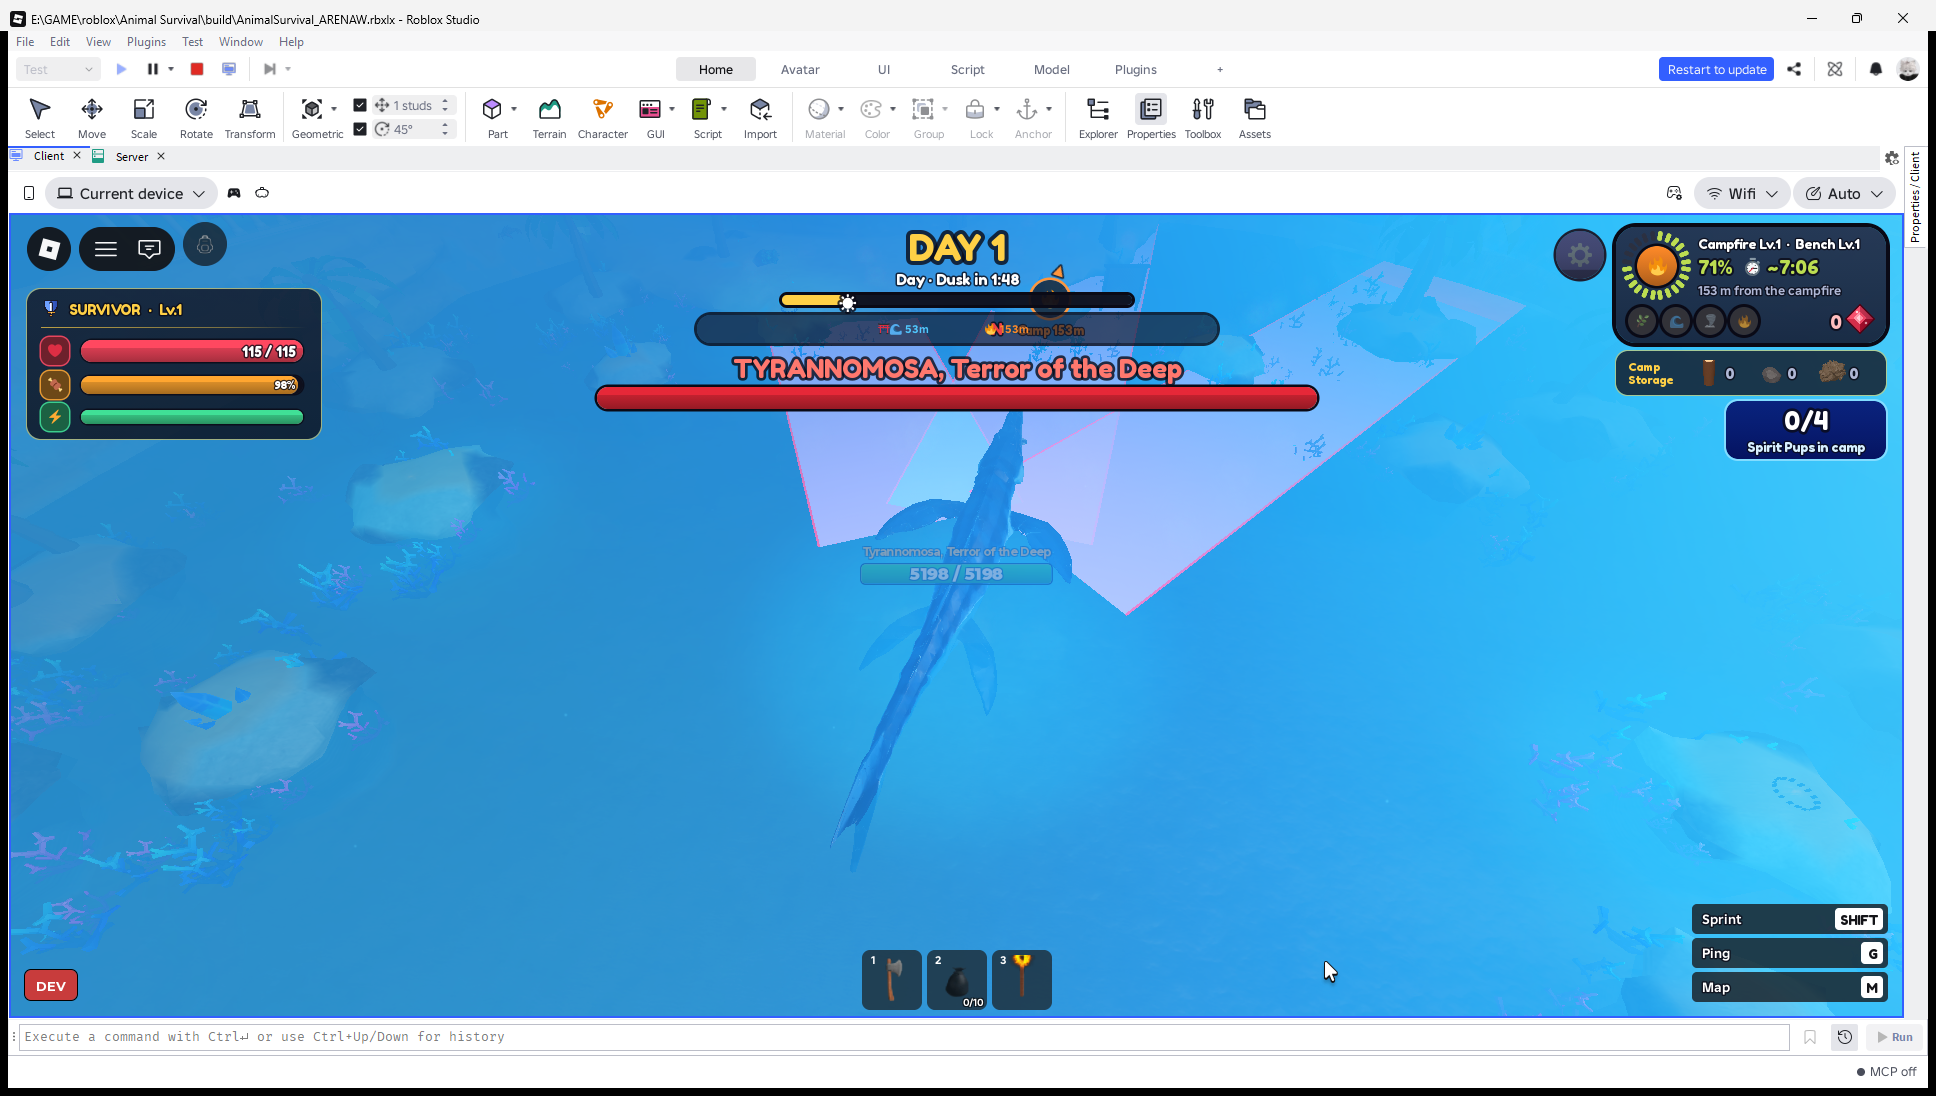 E:\GAME\roblox\Animal Survival\build\AnimalSurvival_ARENAW.rbxlx - Roblox Studio
File Edit View Plugins Test Window Help
Test
Home Avatar UI Script Model Plugins +
Restart to update
1 studs
45°
Select Move Scale Rotate Transform Geometric Part Terrain Character GUI Script Import Material Color Group Lock Anchor Explorer Properties Toolbox Assets
Client Server
Properties / Client
Current device
Wifi Auto
DAY 1
Day · Dusk in 1:48
53m
153m
TYRANNOMOSA, Terror of the Deep
SURVIVOR · Lv.1
115 / 115
98%
Campfire Lv.1 · Bench Lv.1
71% ~7:06
153 m from the campfire
0
Camp Storage 0 0 0
0/4
Spirit Pups in camp
Tyrannomosa, Terror of the Deep
5198 / 5198
Sprint SHIFT
Ping G
Map M
DEV
1 2 3
0/10
Execute a command with Ctrl↵ or use Ctrl+Up/Down for history
Run
MCP off